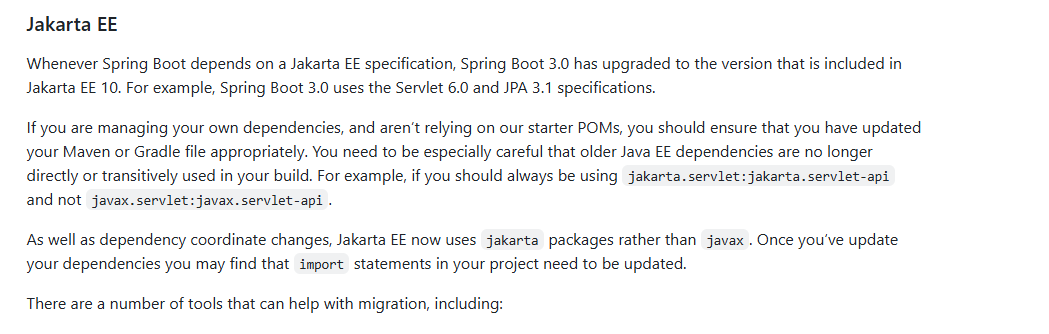 Jakarta EE
Whenever Spring Boot depends on a Jakarta EE specification, Spring Boot 3.0 has upgraded to the version that is included in
Jakarta EE 10. For example, Spring Boot 3.0 uses the Servlet 6.0 and JPA 3.1 specifications.
If you are managing your own dependencies, and aren’t relying on our starter POMs, you should ensure that you have updated
your Maven or Gradle file appropriately. You need to be especially careful that older Java EE dependencies are no longer
directly or transitively used in your build. For example, if you should always be using jakarta.servlet:jakarta.servlet-api
and not javax.servlet:javax.servlet-api.
As well as dependency coordinate changes, Jakarta EE now uses jakarta packages rather than javax. Once you’ve update
your dependencies you may find that import statements in your project need to be updated.
There are a number of tools that can help with migration, including: